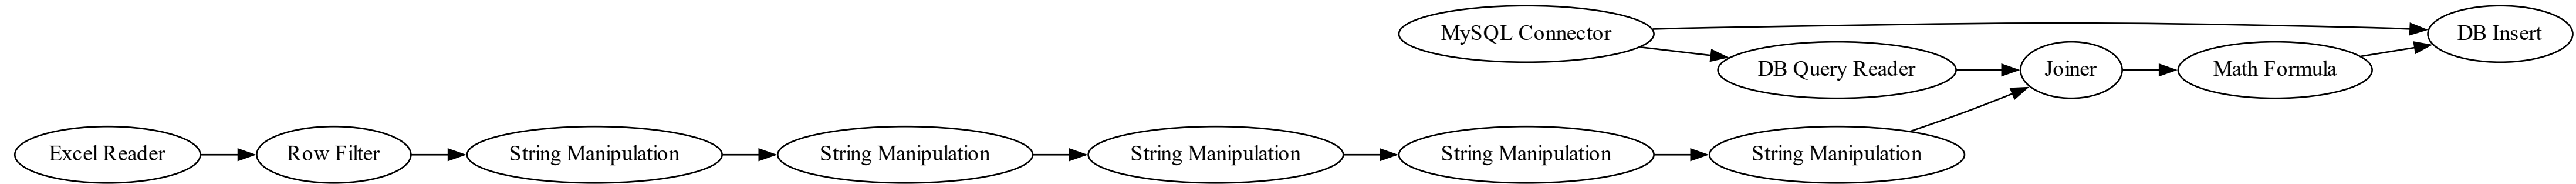 MySQL Connector
DB Insert
DB Query Reader
Joiner
Math Formula
Excel Reader
Row Filter
String Manipulation
String Manipulation
String Manipulation
String Manipulation
String Manipulation